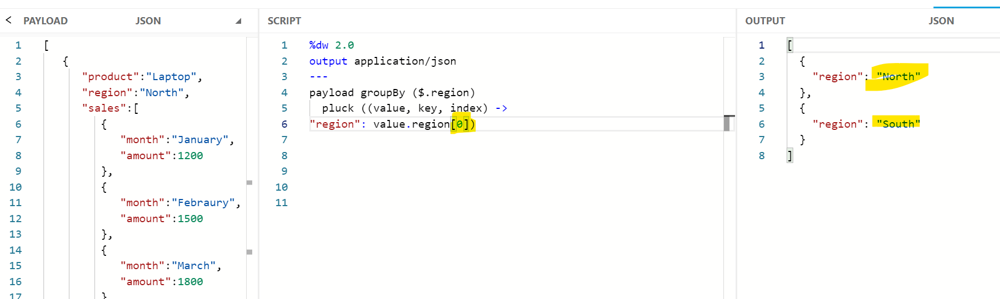 < PAYLOAD JSON
1 [
2 {
3 "product":"Laptop",
4 "region":"North",
5 "sales":[
6 {
7 "month":"January",
8 "amount":1200
9 },
10 {
11 "month":"Febraury",
12 "amount":1500
13 },
14 {
15 "month":"March",
16 "amount":1800
17 }
SCRIPT
1 %dw 2.0
2 output application/json
3 ---
4 payload groupBy ($.region)
5 pluck ((value, key, index) ->
6 "region": value.region[0])
7
8
9
10
11
OUTPUT JSON
1 [
2 {
3 "region": "North"
4 },
5 {
6 "region": "South"
7 }
8 ]